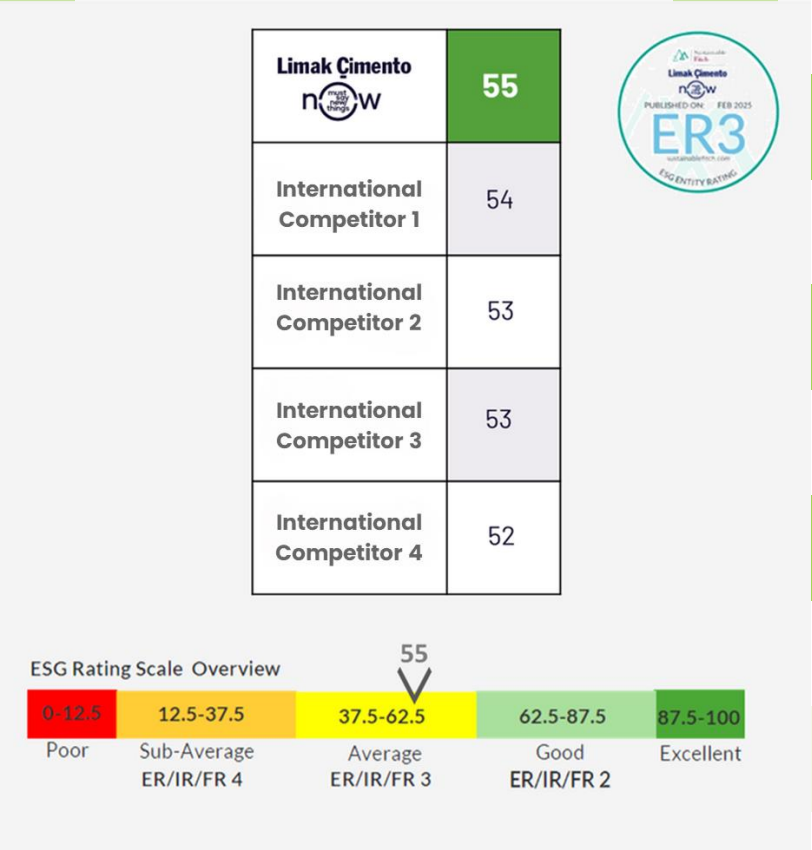 Limak Çimento
now
must
say
new
things
55
Sustainable
Fitch
Limak Çimento
now
PUBLISHED ON: FEB 2025
ER3
sustainablefitch.com
ESG ENTITY RATING
International
Competitor 1
54
International
Competitor 2
53
International
Competitor 3
53
International
Competitor 4
52
55
ESG Rating Scale Overview
0-12.5
12.5-37.5
37.5-62.5
62.5-87.5
87.5-100
Poor
Sub-Average
ER/IR/FR 4
Average
ER/IR/FR 3
Good
ER/IR/FR 2
Excellent